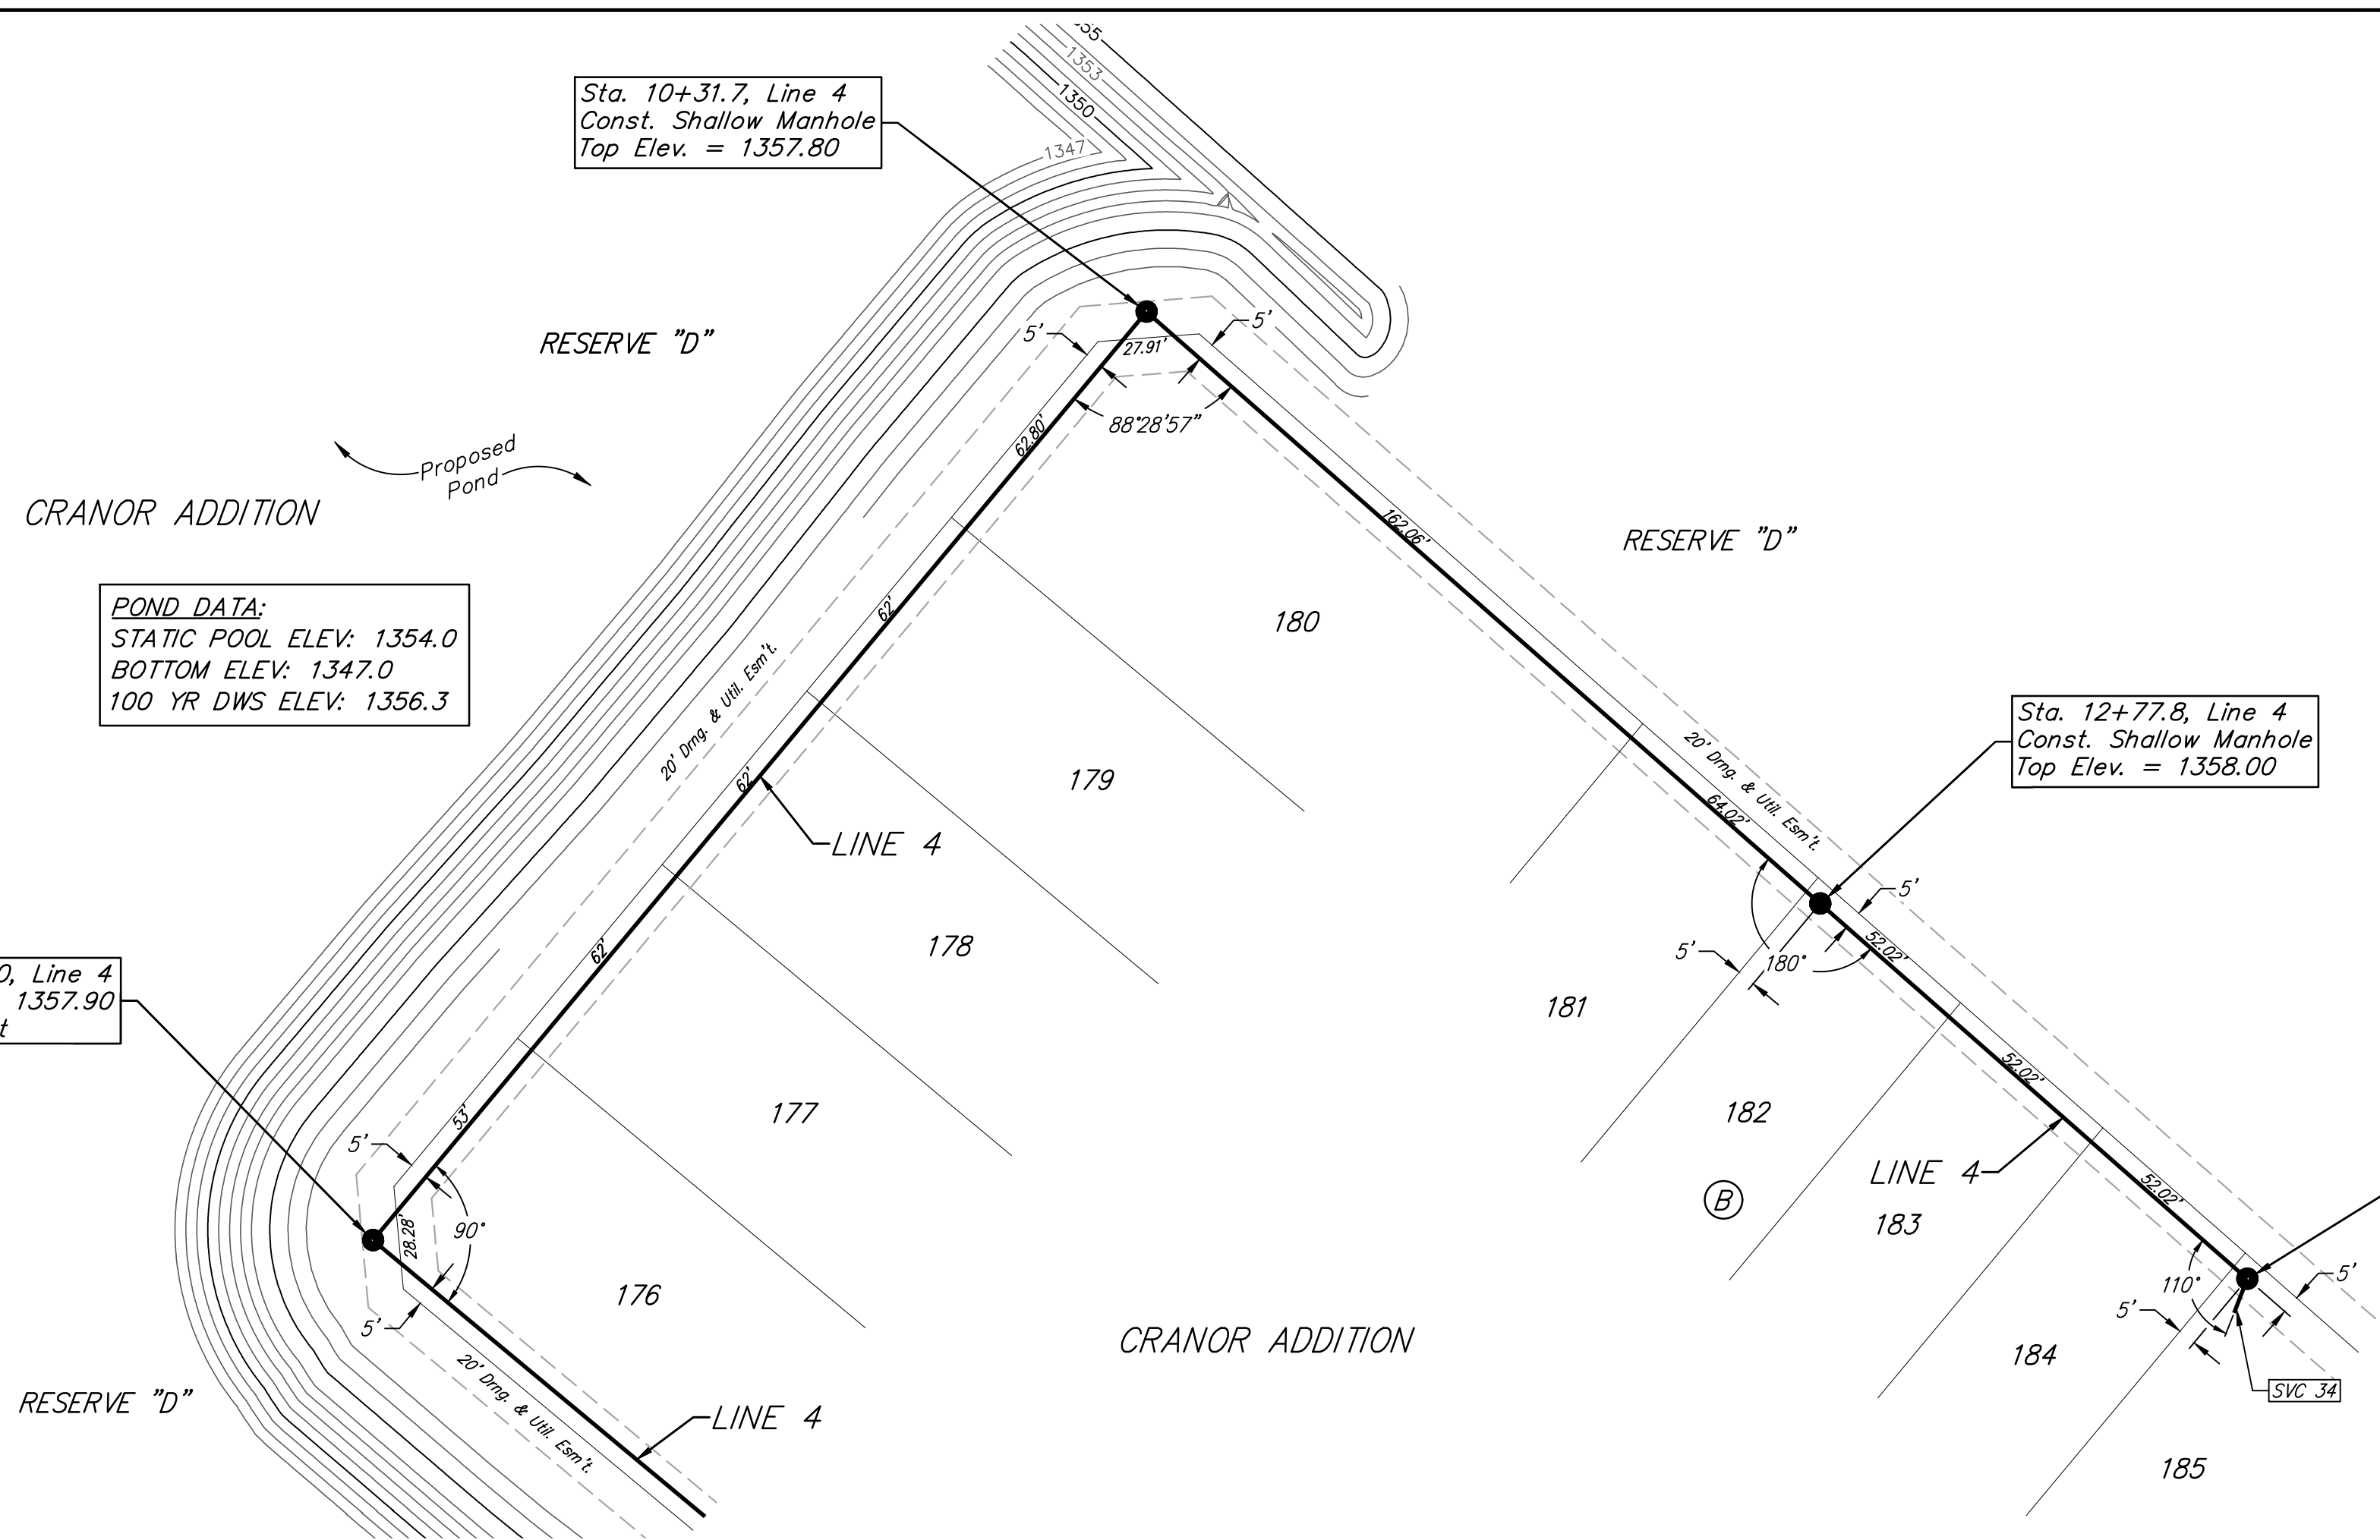 55
1353
1350
1347
Sta. 10+31.7, Line 4
Const. Shallow Manhole
Top Elev. = 1357.80
RESERVE "D"
5'
27.91'
5'
88°28'57"
62.80'
Proposed
Pond
CRANOR ADDITION
162.06'
RESERVE "D"
POND DATA:
STATIC POOL ELEV: 1354.0
BOTTOM ELEV: 1347.0
100 YR DWS ELEV: 1356.3
62'
180
20' Drng. & Util. Esm't.
Sta. 12+77.8, Line 4
Const. Shallow Manhole
Top Elev. = 1358.00
20' Drng. & Util. Esm't.
62'
179
64.02'
LINE 4
5'
62'
178
5'
180°
52.02'
0, Line 4
1357.90
t
181
52.02'
53'
177
182
5'
LINE 4
52.02'
B
183
28.28'
90°
176
110°
5'
5'
5'
CRANOR ADDITION
184
SVC 34
20' Drng. & Util. Esm't.
RESERVE "D"
LINE 4
185